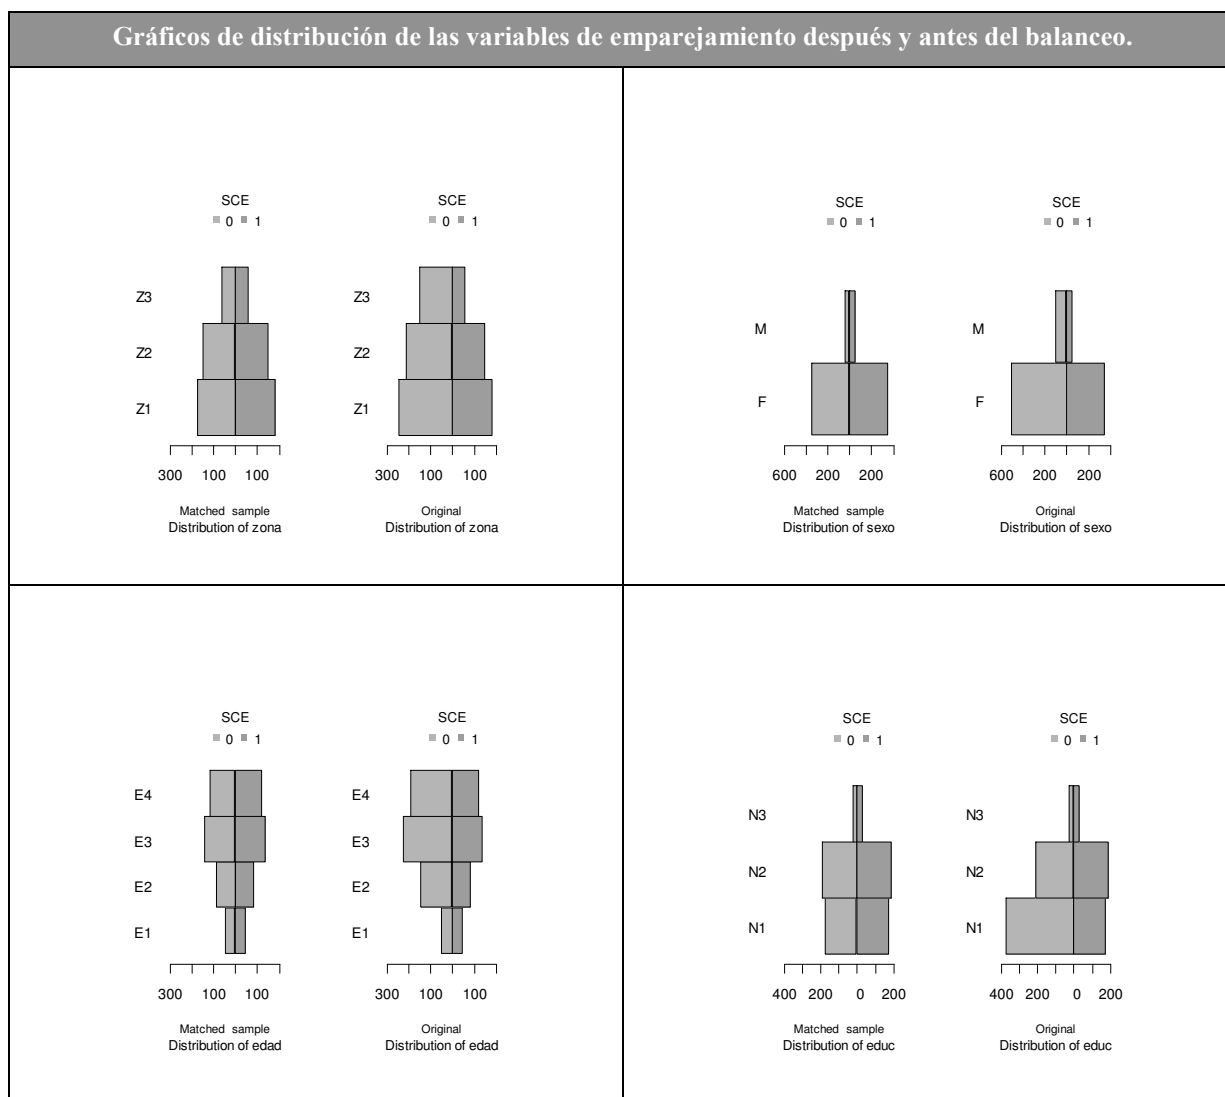 Gráficos de distribución de las variables de emparejamiento después y antes del balanceo.
SCE
0 1
Z3
Z2
Z1
300 100 100
Matched sample
Distribution of zona
SCE
0 1
Z3
Z2
Z1
300 100 100
Original
Distribution of zona
SCE
0 1
M
F
600 200 200
Matched sample
Distribution of sexo
SCE
0 1
M
F
600 200 200
Original
Distribution of sexo
SCE
0 1
E4
E3
E2
E1
300 100 100
Matched sample
Distribution of edad
SCE
0 1
E4
E3
E2
E1
300 100 100
Original
Distribution of edad
SCE
0 1
N3
N2
N1
400 200 0 200
Matched sample
Distribution of educ
SCE
0 1
N3
N2
N1
400 200 0 200
Original
Distribution of educ